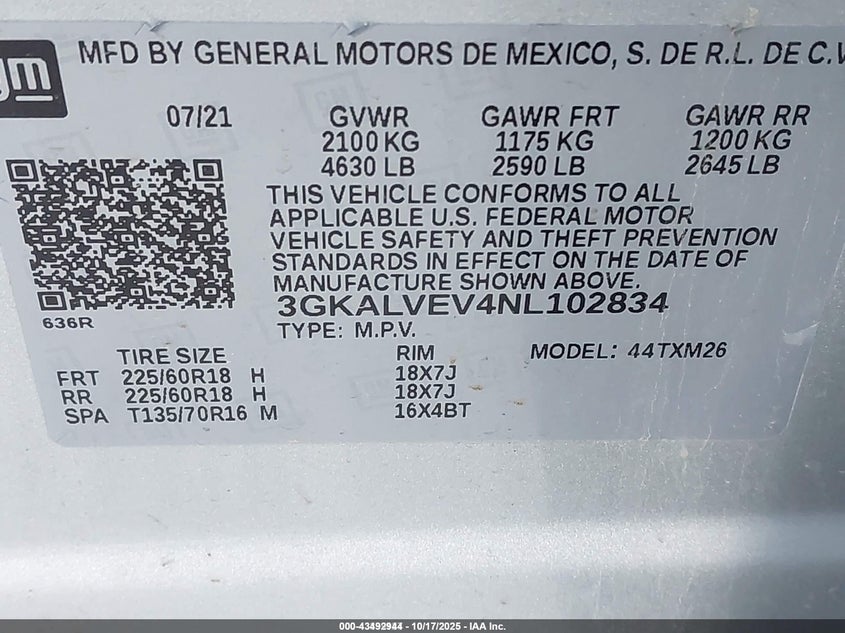 gm
MFD BY GENERAL MOTORS DE MEXICO, S. DE R.L. DE C.V
07/21 GVWR GAWR FRT GAWR RR
2100 KG 1175 KG 1200 KG
4630 LB 2590 LB 2645 LB
THIS VEHICLE CONFORMS TO ALL
APPLICABLE U.S. FEDERAL MOTOR
VEHICLE SAFETY AND THEFT PREVENTION
STANDARDS IN EFFECT ON THE DATE OF
MANUFACTURE SHOWN ABOVE.
3GKALVEV4NL102834
636R
TYPE: M.P.V.
TIRE SIZE RIM MODEL: 44TXM26
FRT 225/60R18 H 18X7J
RR 225/60R18 H 18X7J
SPA T135/70R16 M 16X4BT
000-43492944 - 10/17/2025 - IAA Inc.